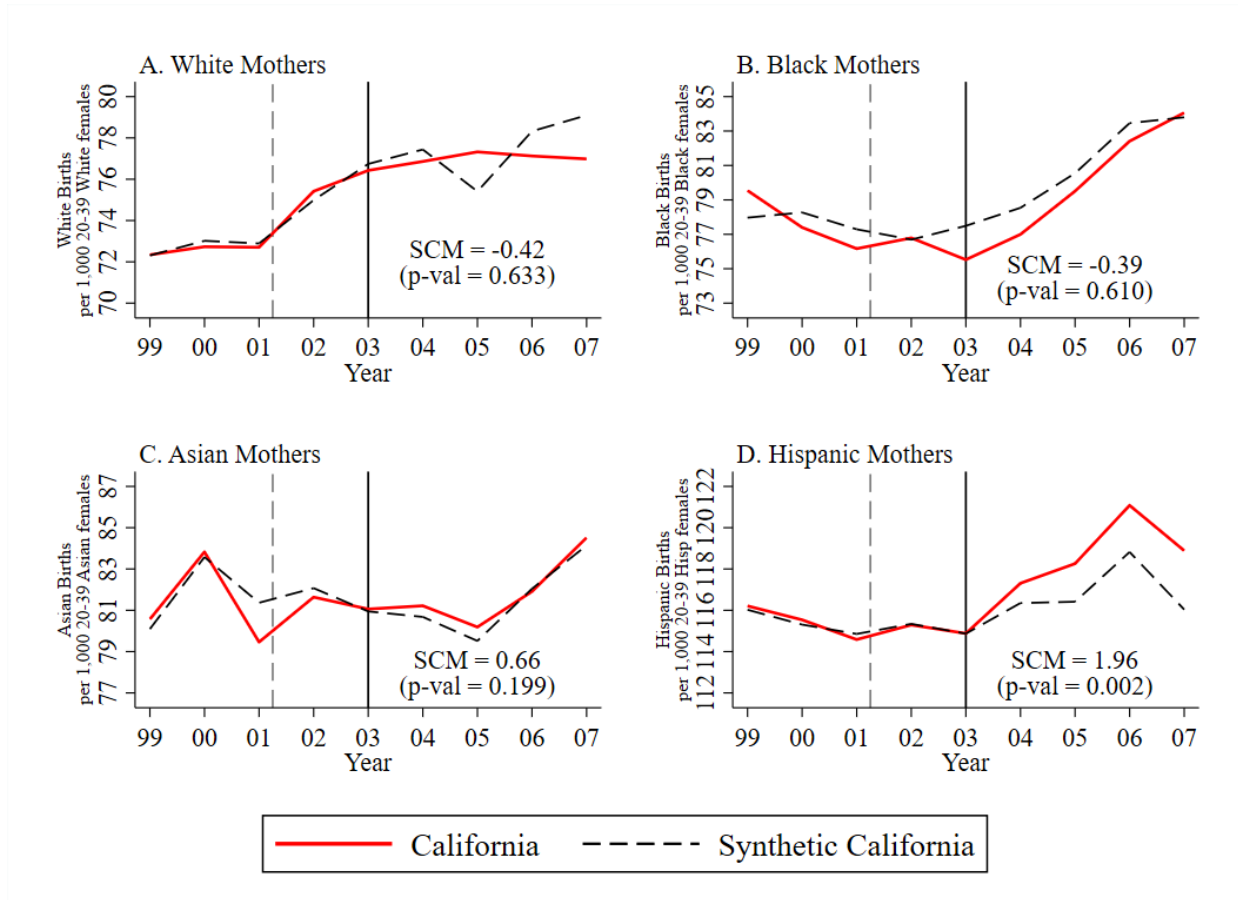 A. White Mothers
White Births
per 1,000 20-39 White females
80
78
76
74
72
70
SCM = -0.42
(p-val = 0.633)
99 00 01 02 03 04 05 06 07
Year
B. Black Mothers
Black Births
per 1,000 20-39 Black females
85
83
81
79
77
75
73
SCM = -0.39
(p-val = 0.610)
99 00 01 02 03 04 05 06 07
Year
C. Asian Mothers
Asian Births
per 1,000 20-39 Asian females
87
85
83
81
79
77
SCM = 0.66
(p-val = 0.199)
99 00 01 02 03 04 05 06 07
Year
D. Hispanic Mothers
Hispanic Births
per 1,000 20-39 Hisp females
122
120
118
116
114
112
SCM = 1.96
(p-val = 0.002)
99 00 01 02 03 04 05 06 07
Year
California
Synthetic California